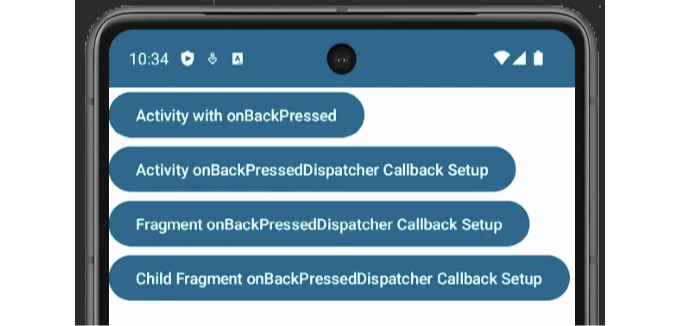 10:34
Activity with onBackPressed
Activity onBackPressedDispatcher Callback Setup
Fragment onBackPressedDispatcher Callback Setup
Child Fragment onBackPressedDispatcher Callback Setup